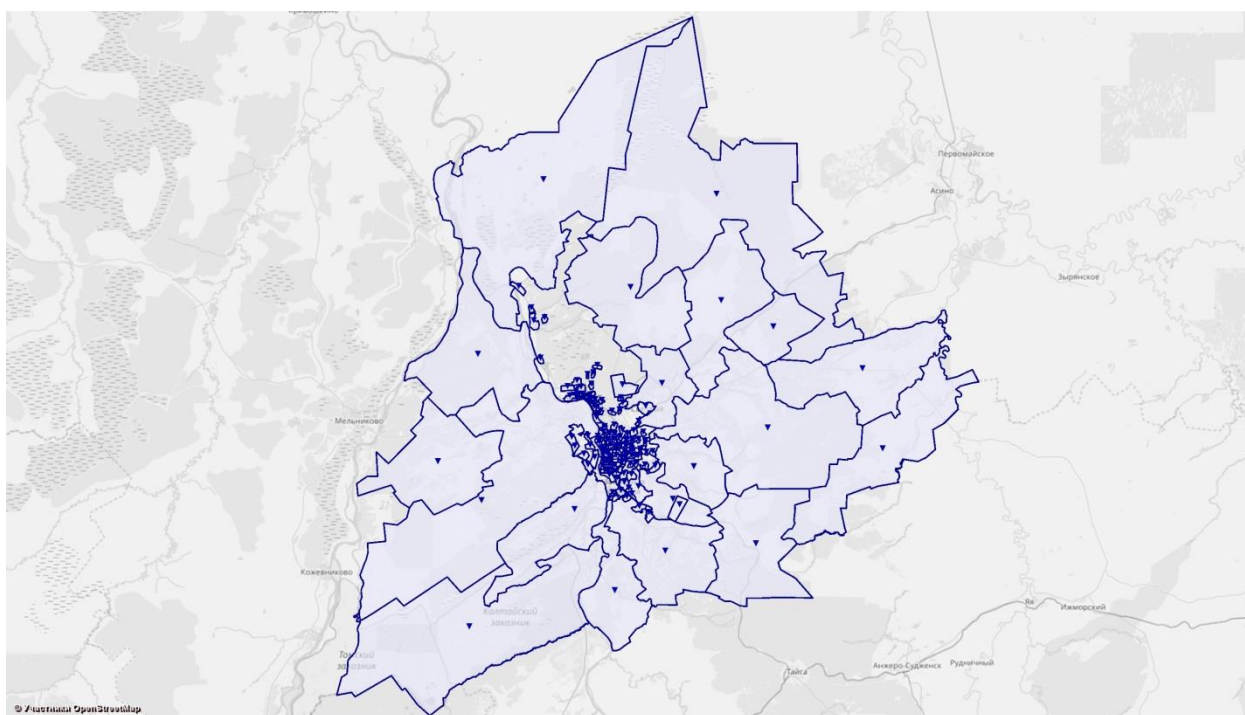 Первомайское
Асино
Зырянское
Мельниково
Кожевниково
Калтайский
заказник
Томский
заказник
Яя
Ижморский
Тайга
Анжеро-Судженск
Рудничный
© Участники OpenStreetMap